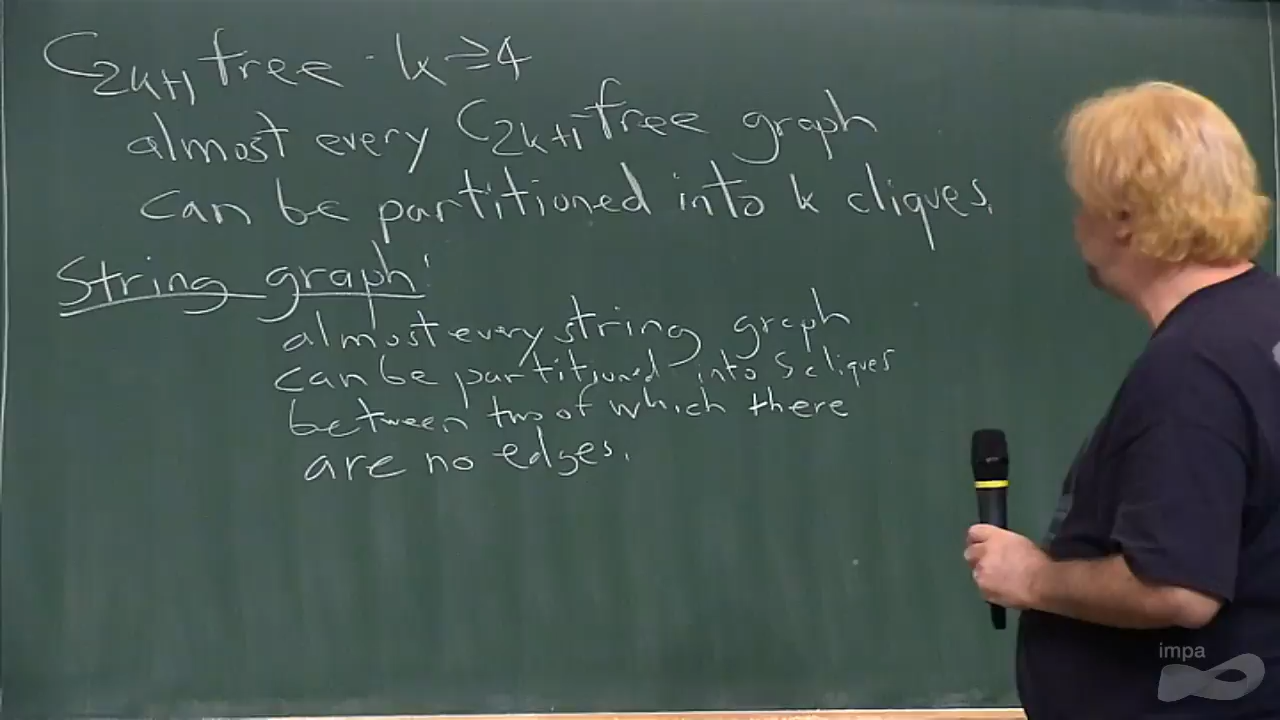 C₂ₖ₊₁ free - k ≥ 4
almost every C₂ₖ₊₁-free graph
can be partitioned into k cliques.
String graph:
almost every string graph
can be partitioned into 5 cliques
between two of which there
are no edges.
impa